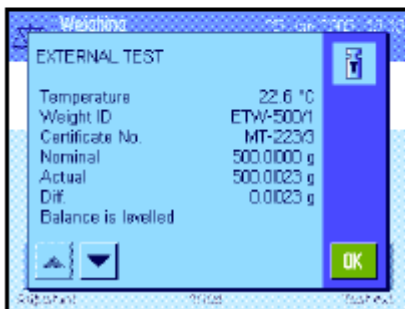 Weighing
EXTERNAL TEST
Temperature 22.6 °C
Weight ID ETW-500/1
Certificate No. MT-223/3
Nominal 500.0000 g
Actual 500.0023 g
Diff. 0.0023 g
Balance is levelled
OK